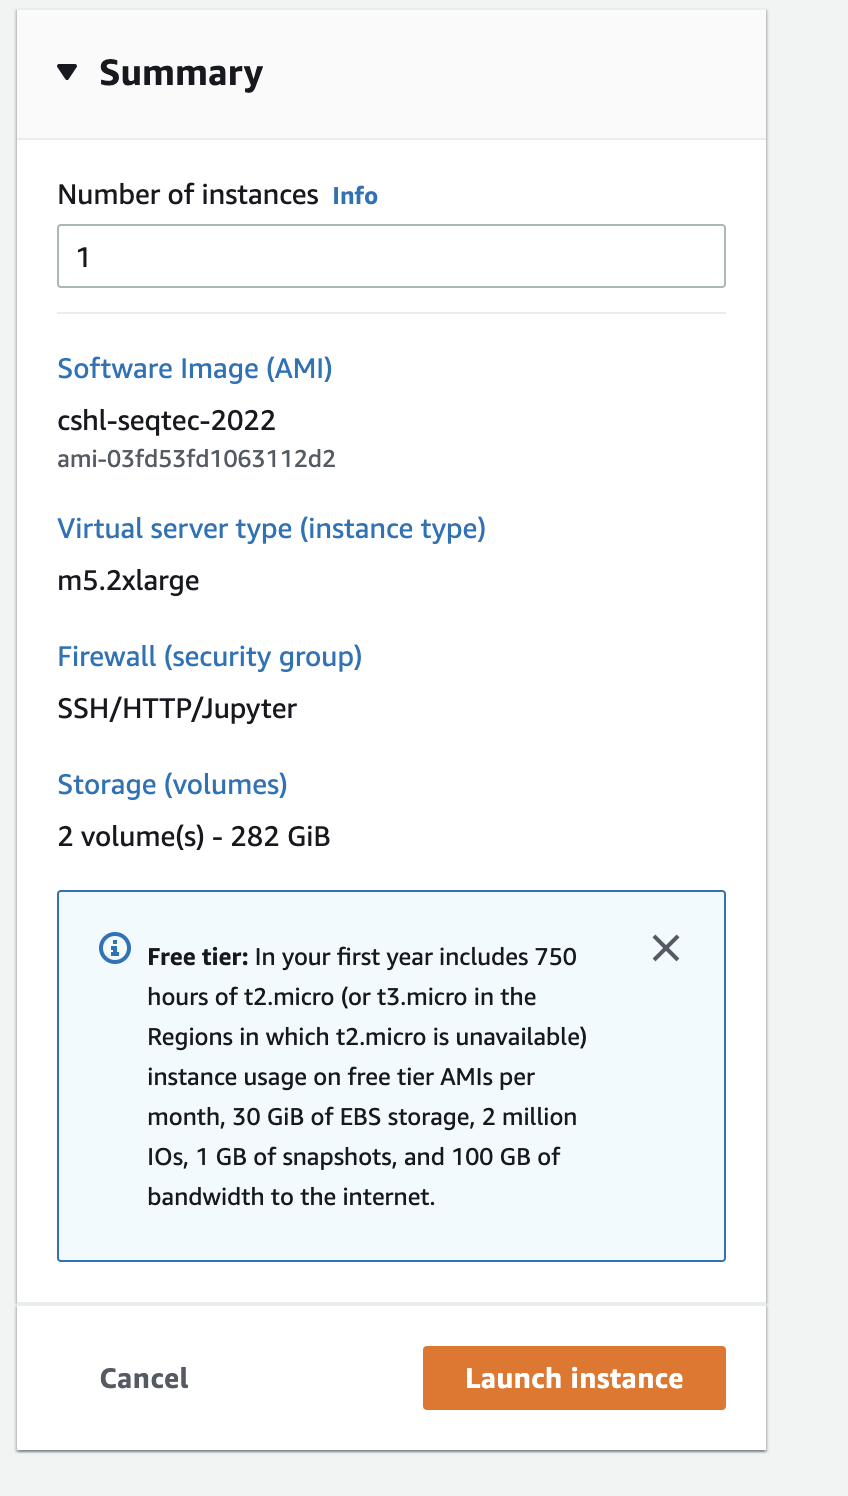 Summary
Number of instances Info
1
Software Image (AMI)
cshl-seqtec-2022
ami-03fd53fd1063112d2
Virtual server type (instance type)
m5.2xlarge
Firewall (security group)
SSH/HTTP/Jupyter
Storage (volumes)
2 volume(s) - 282 GiB
Free tier: In your first year includes 750
hours of t2.micro (or t3.micro in the
Regions in which t2.micro is unavailable)
instance usage on free tier AMIs per
month, 30 GiB of EBS storage, 2 million
IOs, 1 GB of snapshots, and 100 GB of
bandwidth to the internet.
Cancel
Launch instance